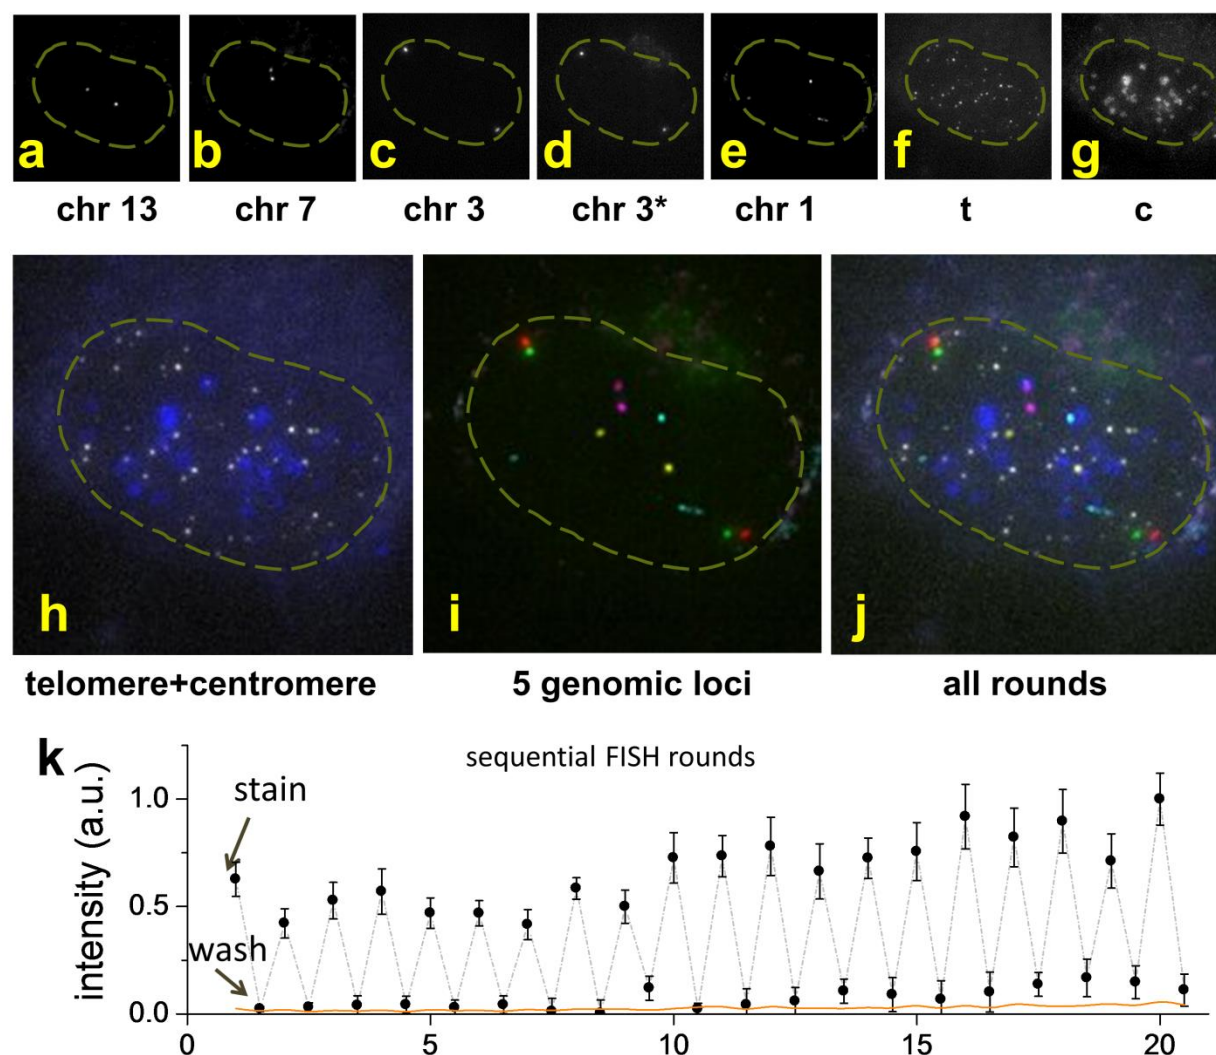 a b c d e f g
chr 13 chr 7 chr 3 chr 3* chr 1 t c
h i j
telomere+centromere 5 genomic loci all rounds
k
sequential FISH rounds
stain
wash
intensity (a.u.)
1.0
0.5
0.0
0 5 10 15 20